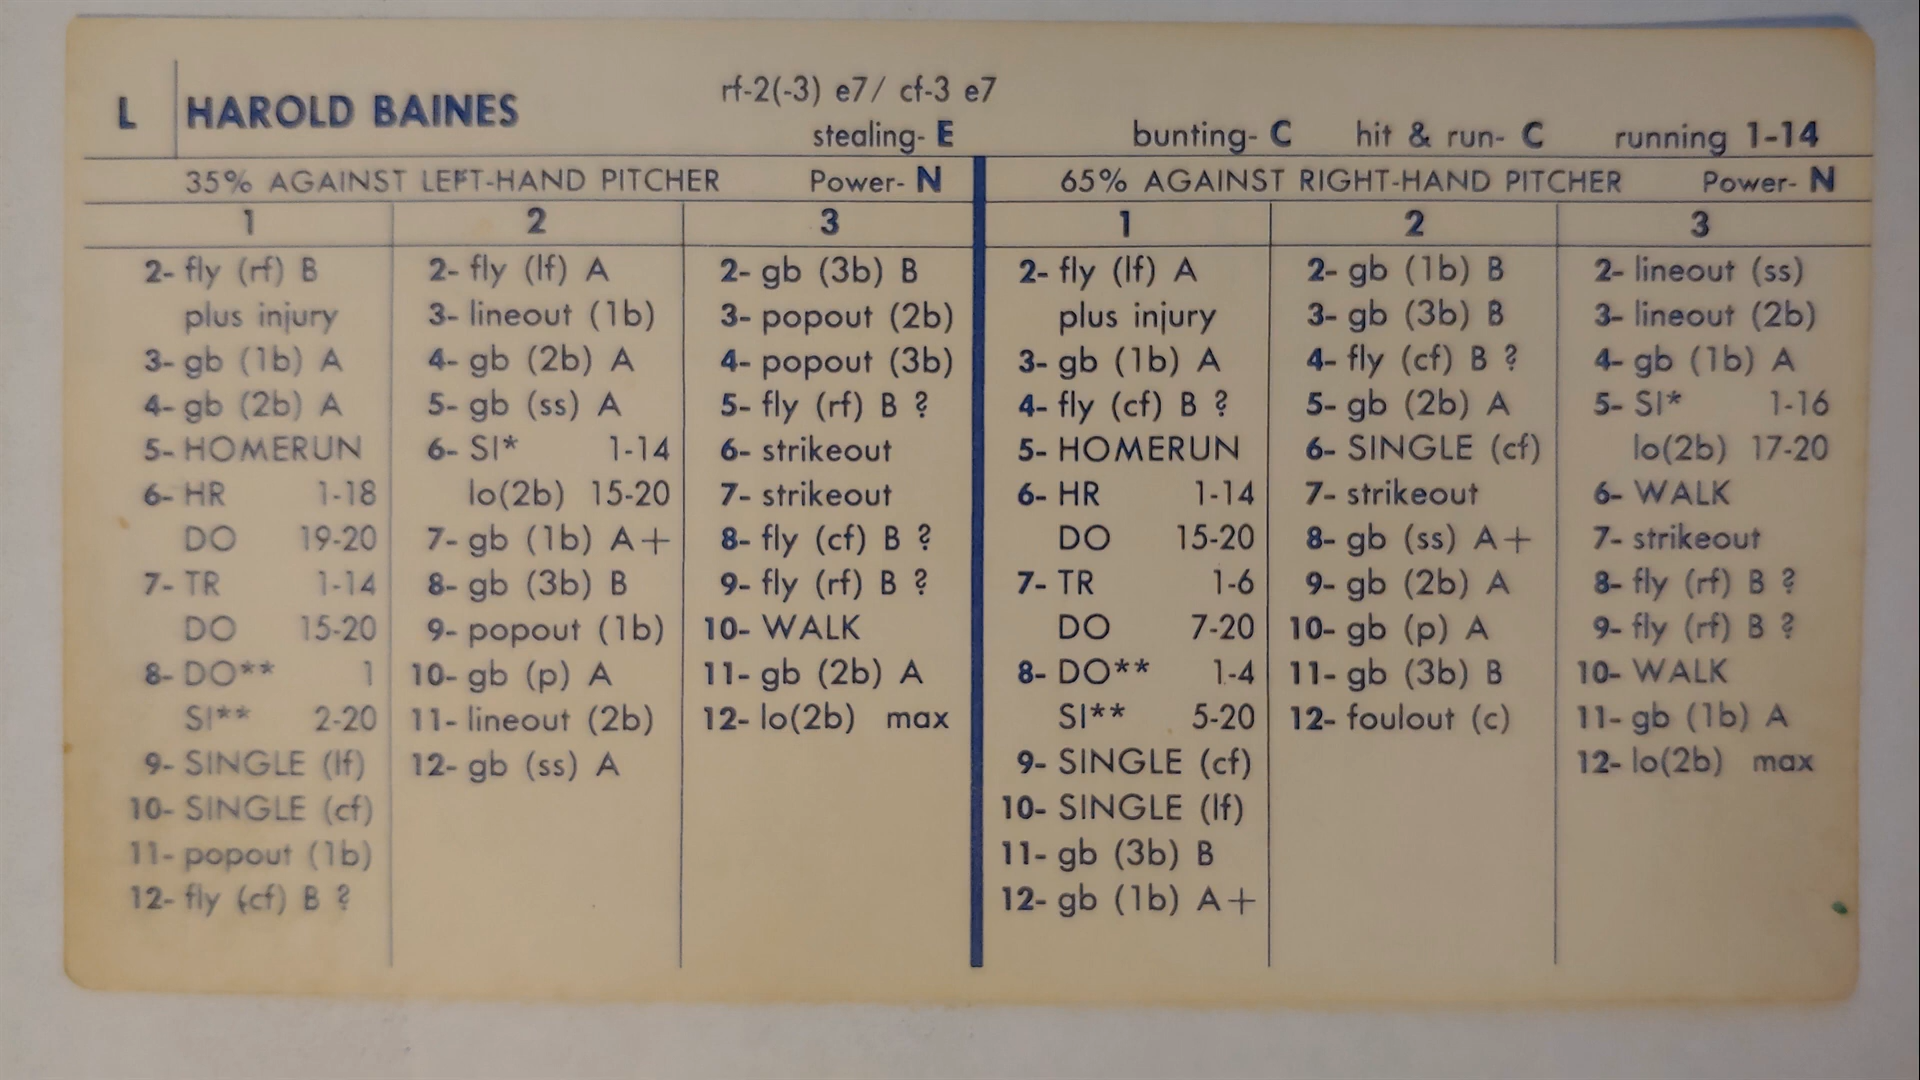 L HAROLD BAINES rf-2(-3) e7/ cf-3 e7
stealing- E bunting- C hit & run- C running 1-14
35% AGAINST LEFT-HAND PITCHER Power- N
1 2 3
2- fly (rf) B
plus injury
3- gb (1b) A
4- gb (2b) A
5- HOMERUN
6- HR 1-18
DO 19-20
7- TR 1-14
DO 15-20
8- DO** 1
SI** 2-20
9- SINGLE (lf)
10- SINGLE (cf)
11- popout (1b)
12- fly (cf) B ?
2- fly (lf) A
3- lineout (1b)
4- gb (2b) A
5- gb (ss) A
6- SI* 1-14
lo(2b) 15-20
7- gb (1b) A+
8- gb (3b) B
9- popout (1b)
10- gb (p) A
11- lineout (2b)
12- gb (ss) A
2- gb (3b) B
3- popout (2b)
4- popout (3b)
5- fly (rf) B ?
6- strikeout
7- strikeout
8- fly (cf) B ?
9- fly (rf) B ?
10- WALK
11- gb (2b) A
12- lo(2b) max
65% AGAINST RIGHT-HAND PITCHER Power- N
1 2 3
2- fly (lf) A
plus injury
3- gb (1b) A
4- fly (cf) B ?
5- HOMERUN
6- HR 1-14
DO 15-20
7- TR 1-6
DO 7-20
8- DO** 1-4
SI** 5-20
9- SINGLE (cf)
10- SINGLE (lf)
11- gb (3b) B
12- gb (1b) A+
2- gb (1b) B
3- gb (3b) B
4- fly (cf) B ?
5- gb (2b) A
6- SINGLE (cf)
7- strikeout
8- gb (ss) A+
9- gb (2b) A
10- gb (p) A
11- gb (3b) B
12- foulout (c)
2- lineout (ss)
3- lineout (2b)
4- gb (1b) A
5- SI* 1-16
lo(2b) 17-20
6- WALK
7- strikeout
8- fly (rf) B ?
9- fly (rf) B ?
10- WALK
11- gb (1b) A
12- lo(2b) max